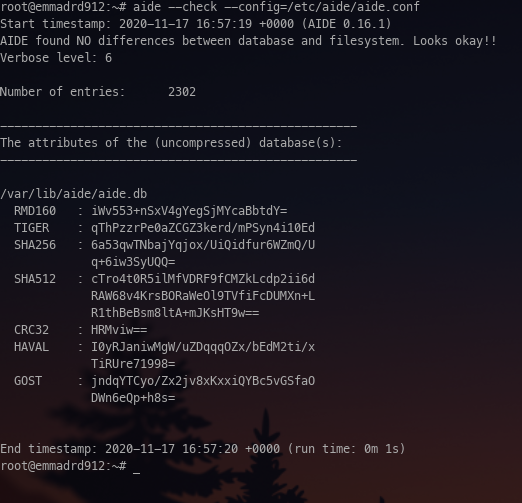 root@emmadrd912:~# aide --check --config=/etc/aide/aide.conf
Start timestamp: 2020-11-17 16:57:19 +0000 (AIDE 0.16.1)
AIDE found NO differences between database and filesystem. Looks okay!!
Verbose level: 6
Number of entries:      2302
---------------------------------------------------
The attributes of the (uncompressed) database(s):
---------------------------------------------------
/var/lib/aide/aide.db
  RMD160   : iWv553+nSxV4gYegSjMYcaBbtdY=
  TIGER    : qThPzzrPe0aZCGZ3kerd/mPSyn4i10Ed
  SHA256   : 6a53qwTNbajYqjox/UiQidfur6WZmQ/U
             q+6iw3SyUQQ=
  SHA512   : cTro4t0R5ilMfVDRF9fCMZkLcdp2ii6d
             RAW68v4KrsBORaWeOl9TVfiFcDUMXn+L
             R1thBeBsm8ltA+mJKsHT9w==
  CRC32    : HRMviw==
  HAVAL    : I0yRJaniwMgW/uZDqqqOZx/bEdM2ti/x
             TiRUre71998=
  GOST     : jndqYTCyo/Zx2jv8xKxxiQYBc5vGSfaO
             DWn6eQp+h8s=
End timestamp: 2020-11-17 16:57:20 +0000 (run time: 0m 1s)
root@emmadrd912:~# _